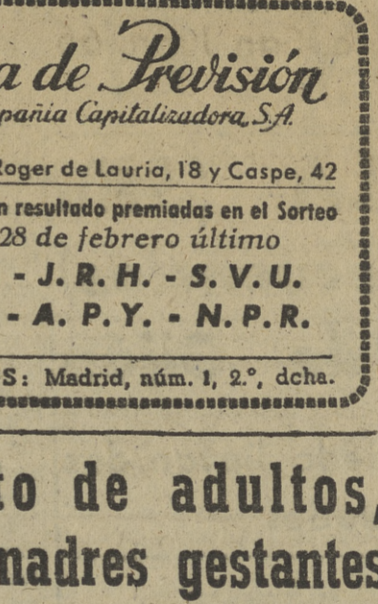 a de Previsión
pañia Capitalizadora, S.A.
Roger de Lauria, 18 y Caspe, 42
n resultado premiadas en el Sorteo
28 de febrero último
- J. R. H. - S. V. U.
- A. P. Y. - N. P. R.
S: Madrid, núm. 1, 2.º, dcha.
to de adultos,
madres gestantes